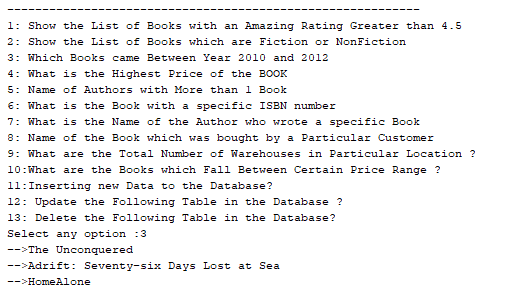 -----------------------------------------------------------
1: Show the List of Books with an Amazing Rating Greater than 4.5
2: Show the List of Books which are Fiction or NonFiction
3: Which Books came Between Year 2010 and 2012
4: What is the Highest Price of the BOOK
5: Name of Authors with More than 1 Book
6: What is the Book with a specific ISBN number
7: What is the Name of the Author who wrote a specific Book
8: Name of the Book which was bought by a Particular Customer
9: What are the Total Number of Warehouses in Particular Location ?
10:What are the Books which Fall Between Certain Price Range ?
11:Inserting new Data to the Database?
12: Update the Following Table in the Database ?
13: Delete the Following Table in the Database?
Select any option :3
-->The Unconquered
-->Adrift: Seventy-six Days Lost at Sea
-->HomeAlone